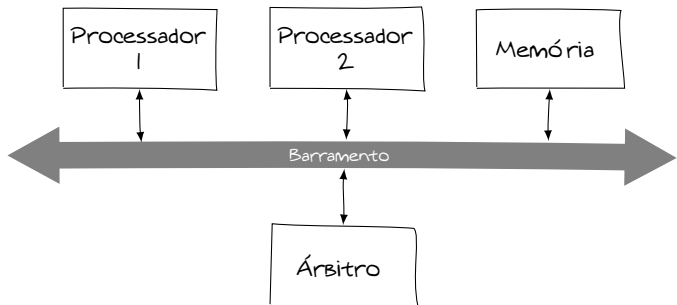 Processador
1
Processador
2
Memória
Barramento
Árbitro